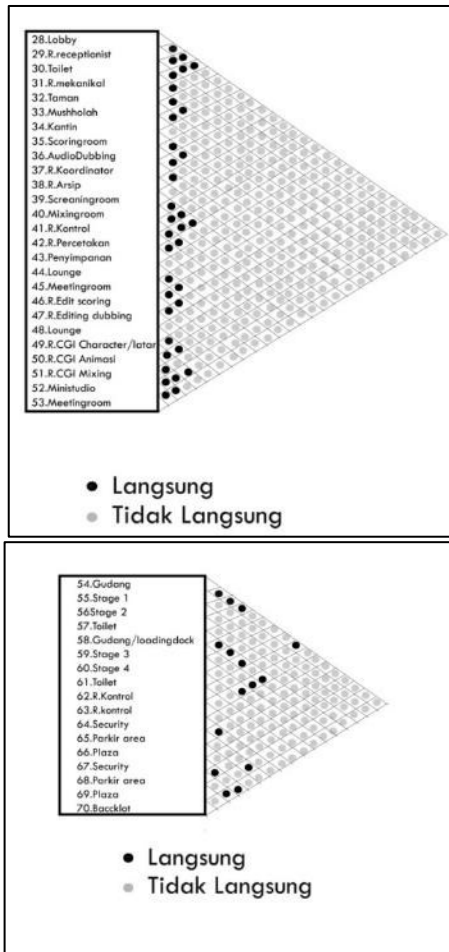 28.Lobby
29.R.receptionist
30.Toilet
31.R.mekanikal
32.Taman
33.Mushholah
34.Kantin
35.Scoringroom
36.AudioDubbing
37.R.Koordinator
38.R.Arsip
39.Screaningroom
40.Mixingroom
41.R.Kontrol
42.R.Percetakan
43.Penyimpanan
44.Lounge
45.Meetingroom
46.R.Edit scoring
47.R.Editing dubbing
48.Lounge
49.R.CGI Character/latar
50.R.CGI Animasi
51.R.CGI Mixing
52.Ministudio
53.Meetingroom
Langsung
Tidak Langsung
54.Gudang
55.Stage 1
56Stage 2
57.Toilet
58.Gudang/loadingdock
59.Stage 3
60.Stage 4
61.Toilet
62.R.Kontrol
63.R.kontrol
64.Security
65.Parkir area
66.Plaza
67.Security
68.Parkir area
69.Plaza
70.Baccklot
Langsung
Tidak Langsung